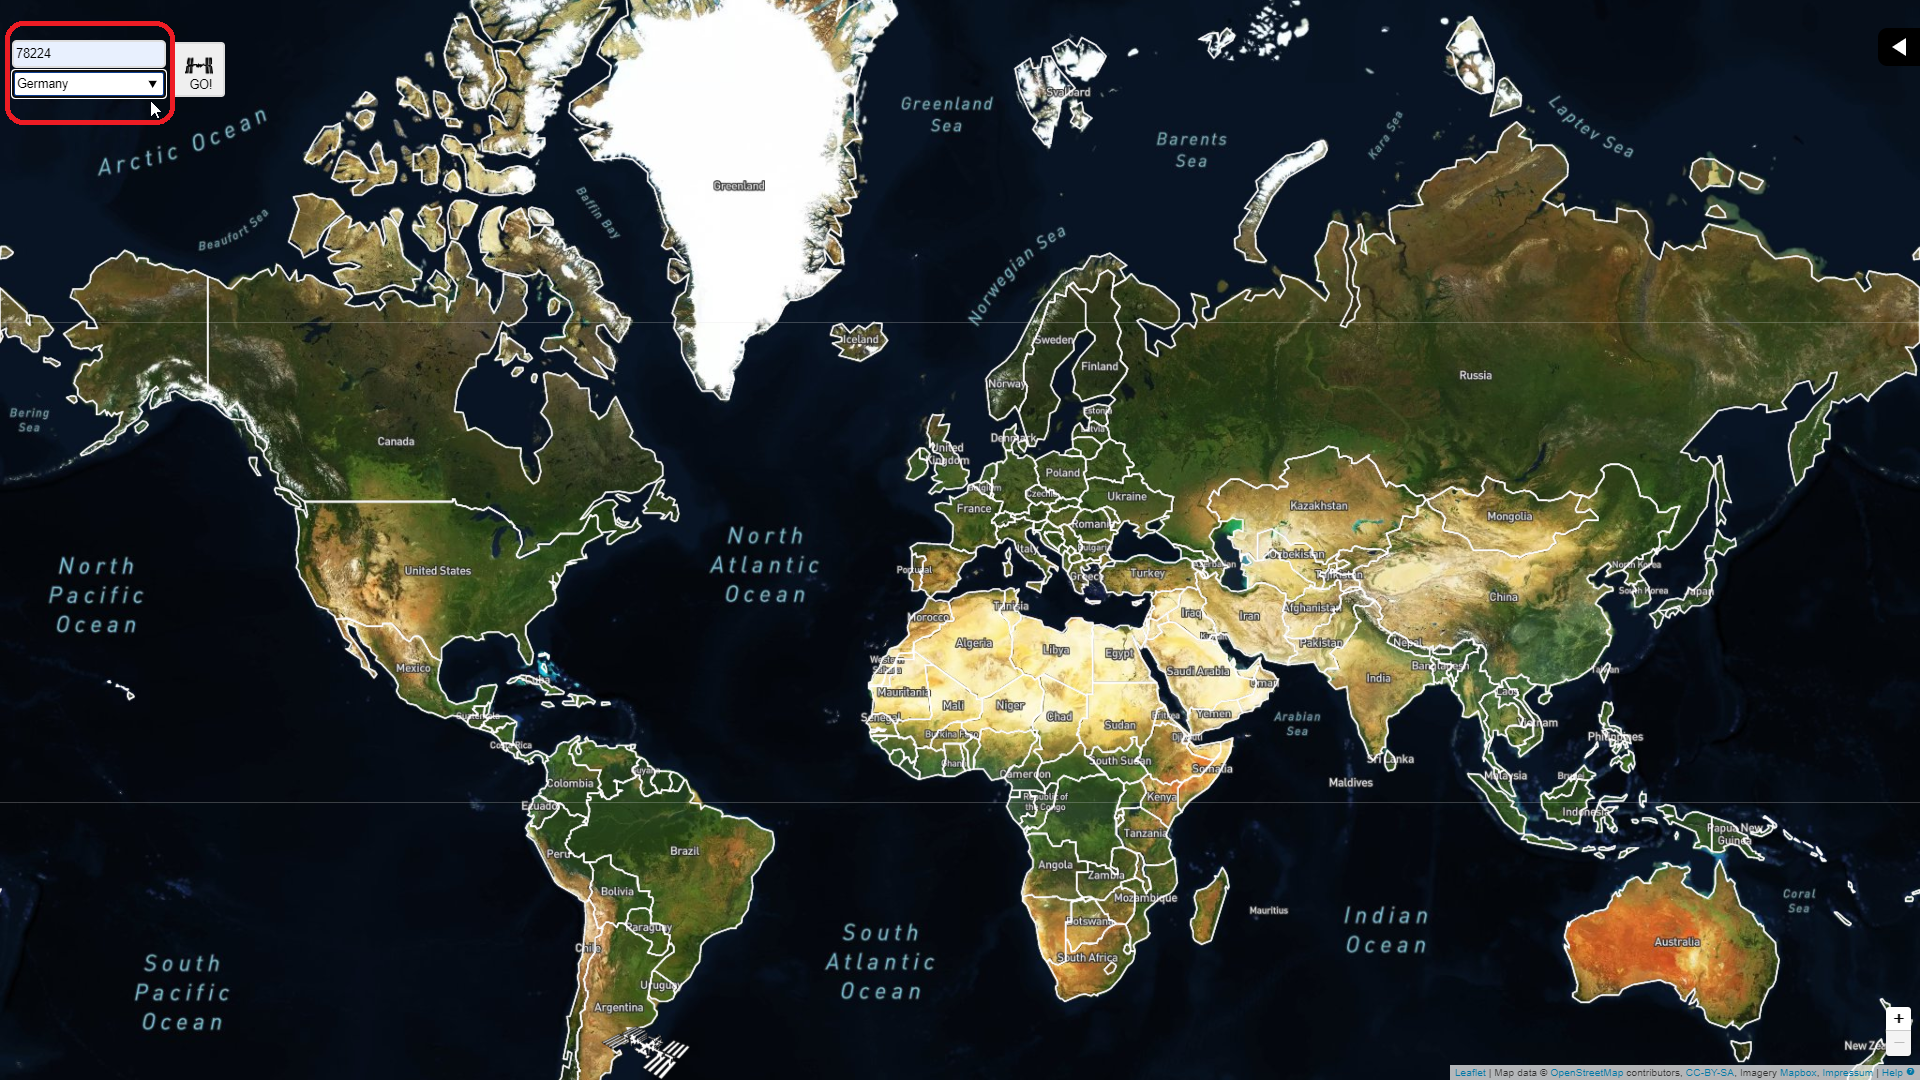 78224
Germany
GO!
Greenland
Sea
Svalbard
Barents
Sea
Kara Sea
Laptev Sea
Arctic Ocean
Beaufort Sea
Baffin Bay
Greenland
Norwegian Sea
Iceland
Sweden
Finland
Norway
Russia
Bering
Sea
Canada
Estonia
Latvia
Denmark
United
Kingdom
Poland
Belgium
Czechia
Ukraine
France
Kazakhstan
Mongolia
Romania
North
Atlantic
Ocean
Italy
Bulgaria
Uzbekistan
North
Pacific
Ocean
United States
Portugal
Greece
Turkey
Azerbaijan
Tajikistan
North Korea
South Korea
Japan
China
Tunisia
Morocco
Iraq
Iran
Afghanistan
Algeria
Libya
Egypt
Kuwait
Pakistan
Nepal
Western
Sahara
Saudi Arabia
Oman
India
Bangladesh
Taiwan
Mexico
Cuba
Mauritania
Mali
Niger
Chad
Sudan
Eritrea
Yemen
Laos
Arabian
Sea
Vietnam
Philippines
Guatemala
Senegal
Burkina Faso
Djibouti
Costa Rica
Ghana
Cameroon
South Sudan
Somalia
Sri Lanka
Maldives
Malaysia
Brunei
Guyana
Colombia
Ecuador
Republic of
the Congo
Kenya
Indonesia
Tanzania
Papua New
Guinea
Peru
Brazil
Angola
Zambia
Bolivia
Mozambique
Mauritius
Coral
Sea
Botswana
Paraguay
Indian
Ocean
South
Atlantic
Ocean
Chile
South Africa
Australia
South
Pacific
Ocean
Uruguay
Argentina
New Ze
+
−
Leaflet | Map data © OpenStreetMap contributors, CC-BY-SA, Imagery Mapbox, Impressum | Help ?